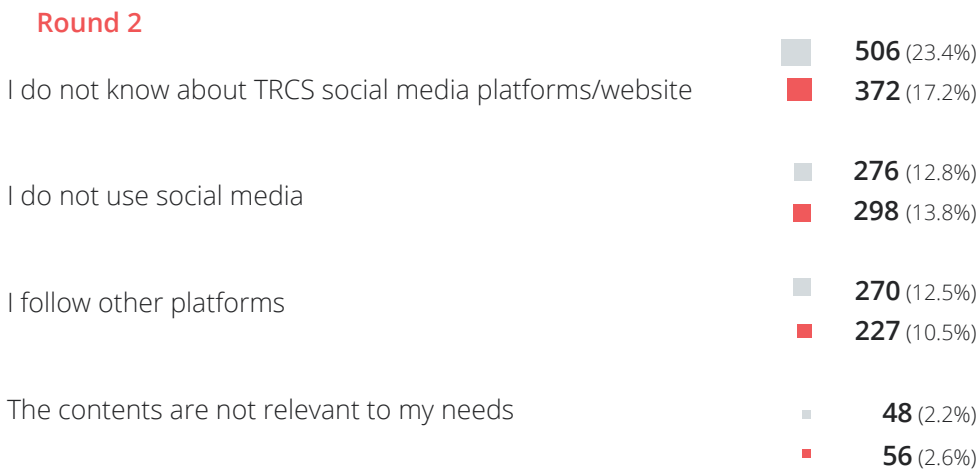 Round 2
506 (23.4%)
I do not know about TRCS social media platforms/website
372 (17.2%)
276 (12.8%)
I do not use social media
298 (13.8%)
270 (12.5%)
I follow other platforms
227 (10.5%)
The contents are not relevant to my needs
48 (2.2%)
56 (2.6%)